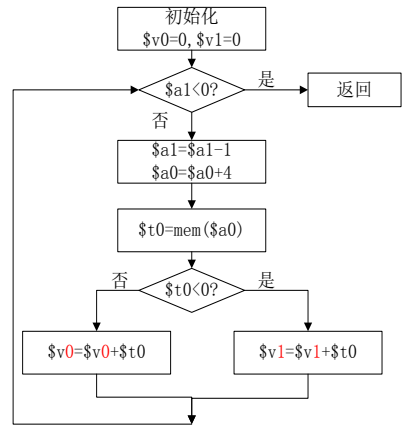 初始化
$v0=0,$v1=0
$a1<0?
是
返回
否
$a1=$a1-1
$a0=$a0+4
$t0=mem($a0)
否
$t0<0?
是
$v0=$v0+$t0
$v1=$v1+$t0